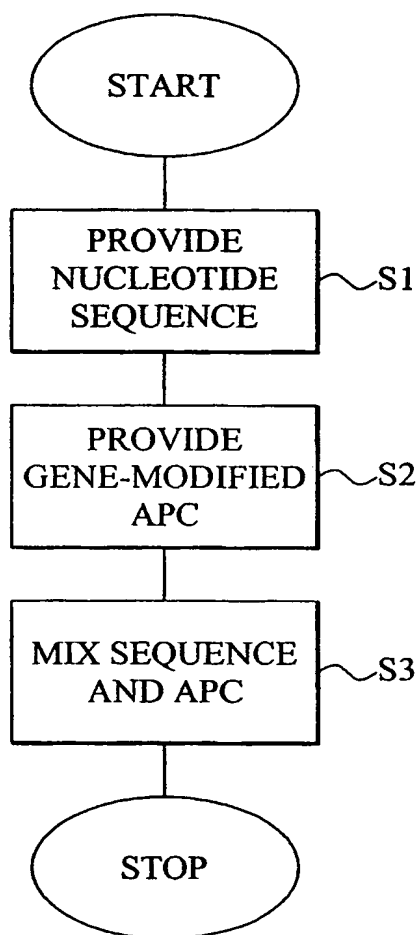 START
PROVIDE
NUCLEOTIDE
SEQUENCE
S1
PROVIDE
GENE-MODIFIED
APC
S2
MIX SEQUENCE
AND APC
S3
STOP